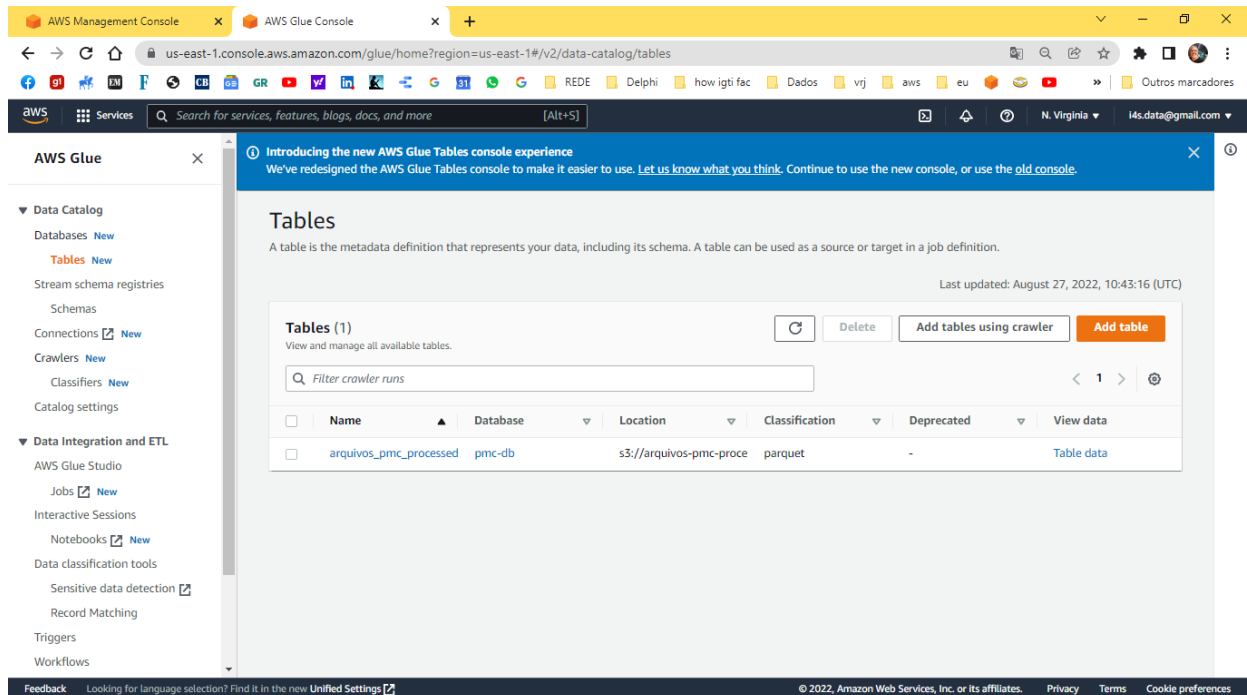 AWS Management Console
AWS Glue Console
us-east-1.console.aws.amazon.com/glue/home?region=us-east-1#/v2/data-catalog/tables
g1 EM F CB GE GR y! in K G 31 G REDE Delphi how igti fac Dados vrj aws eu » Outros marcadores
aws Services Search for services, features, blogs, docs, and more [Alt+S] N. Virginia i4s.data@gmail.com
AWS Glue
Data Catalog
Databases New
Tables New
Stream schema registries
Schemas
Connections New
Crawlers New
Classifiers New
Catalog settings
Data Integration and ETL
AWS Glue Studio
Jobs New
Interactive Sessions
Notebooks New
Data classification tools
Sensitive data detection
Record Matching
Triggers
Workflows
Introducing the new AWS Glue Tables console experience
We've redesigned the AWS Glue Tables console to make it easier to use. Let us know what you think. Continue to use the new console, or use the old console.
Tables
A table is the metadata definition that represents your data, including its schema. A table can be used as a source or target in a job definition.
Last updated: August 27, 2022, 10:43:16 (UTC)
Tables (1)
View and manage all available tables.
Delete Add tables using crawler Add table
Filter crawler runs
1
Name Database Location Classification Deprecated View data
arquivos_pmc_processed pmc-db s3://arquivos-pmc-proce parquet - Table data
Feedback Looking for language selection? Find it in the new Unified Settings © 2022, Amazon Web Services, Inc. or its affiliates. Privacy Terms Cookie preferences